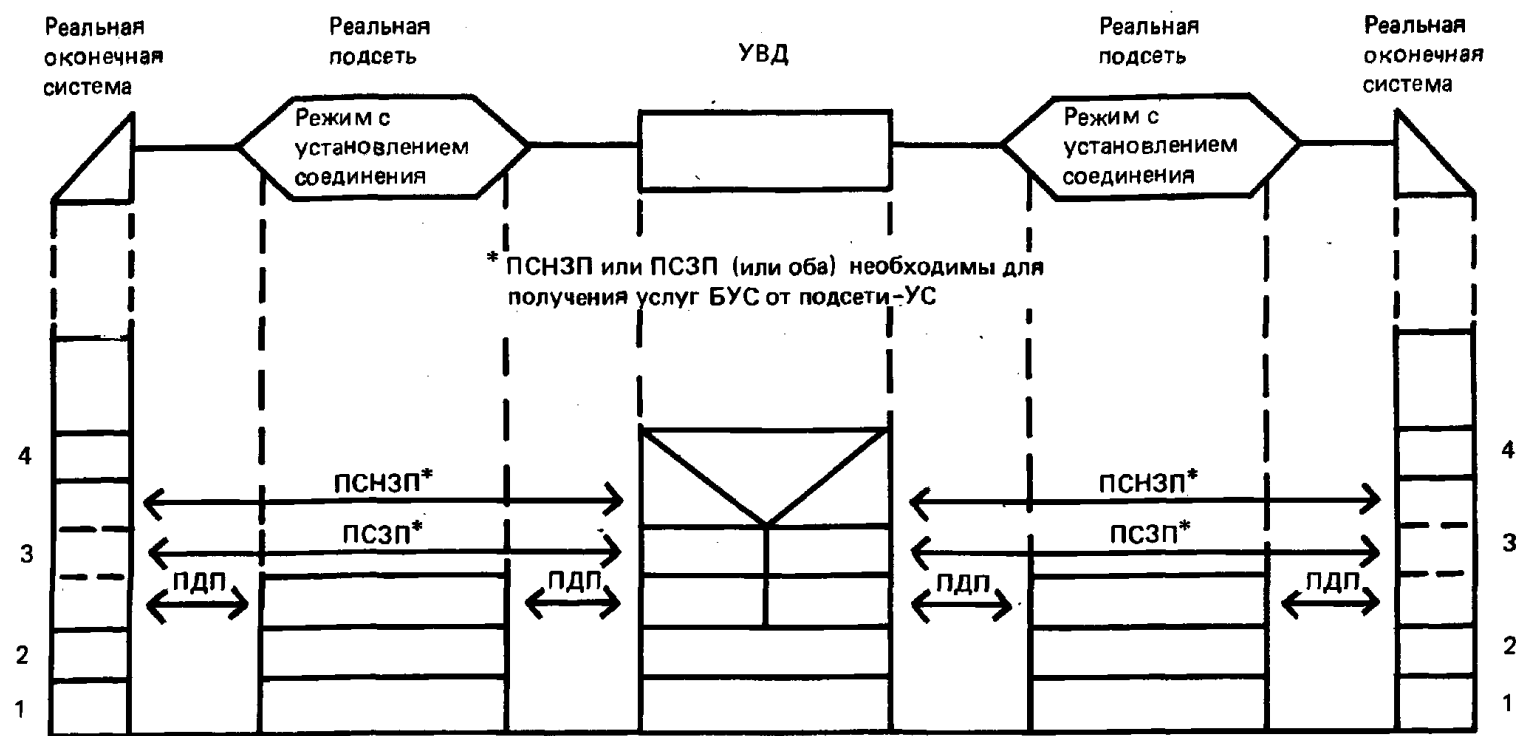 Реальная
оконечная
система
Реальная
подсеть
УВД
Реальная
подсеть
Реальная
оконечная
система
Режим с
установлением
соединения
Режим с
установлением
соединения
* ПСНЗП или ПСЗП (или оба) необходимы для
получения услуг БУС от подсети-УС
4
4
ПСНЗП*
ПСНЗП*
ПСЗП*
ПСЗП*
3
3
ПДП
ПДП
ПДП
ПДП
2
2
1
1